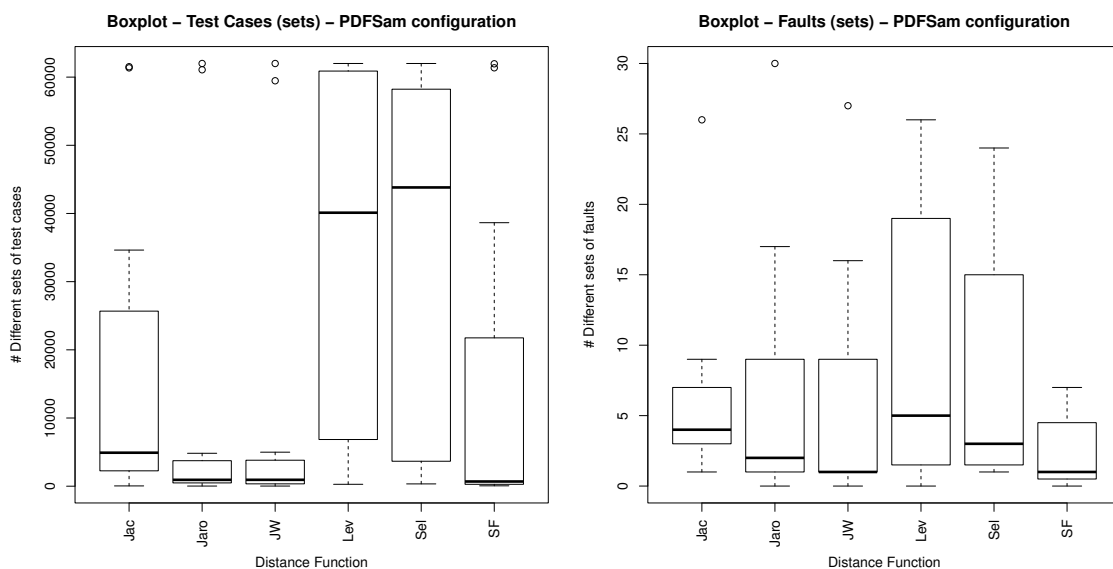 Boxplot − Test Cases (sets) − PDFSam configuration
# Different sets of test cases
60000
50000
40000
30000
20000
10000
0
Jac
Jaro
JW
Lev
Sel
SF
Distance Function
Boxplot − Faults (sets) − PDFSam configuration
# Different sets of faults
30
25
20
15
10
5
0
Jac
Jaro
JW
Lev
Sel
SF
Distance Function